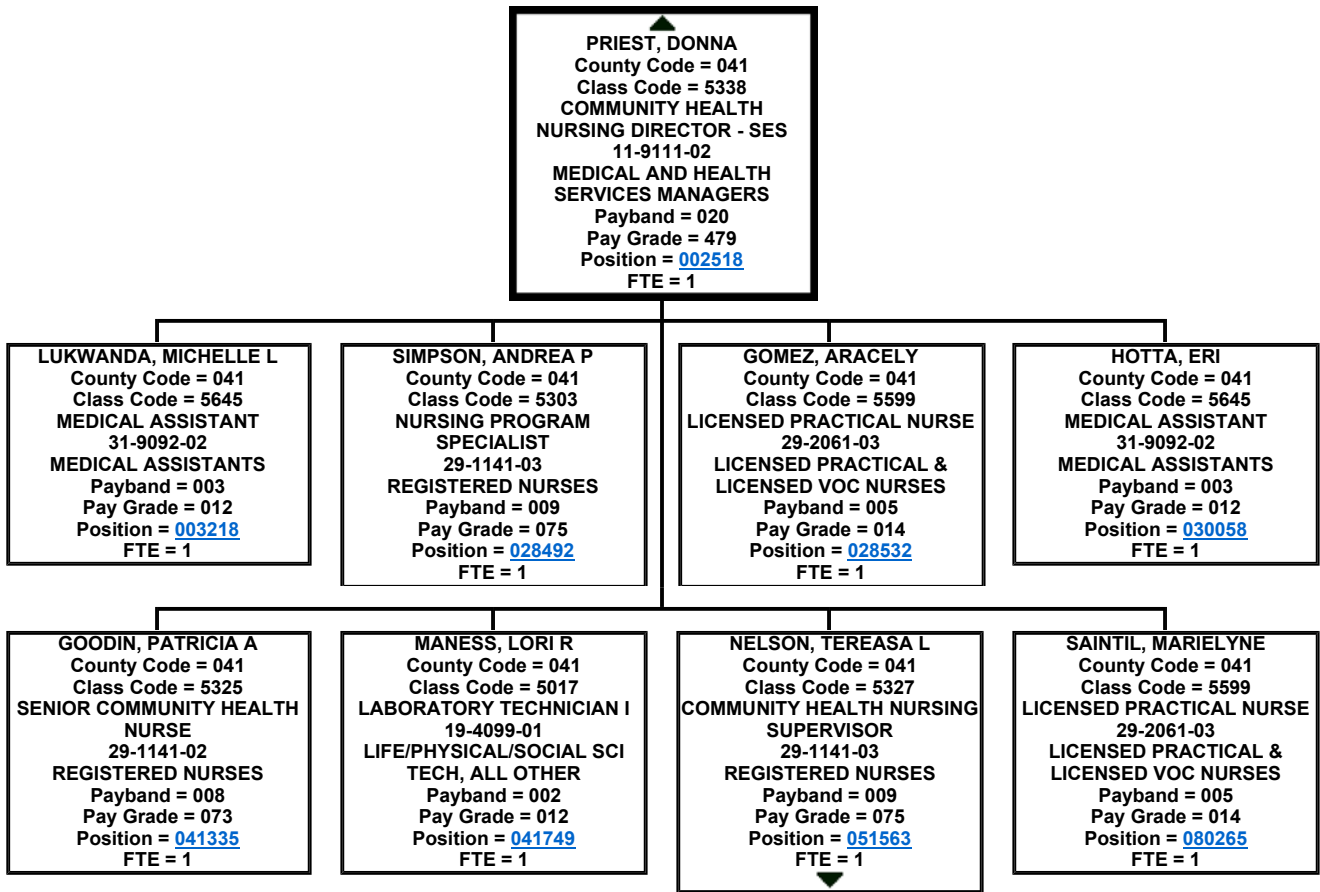 PRIEST, DONNA
County Code = 041
Class Code = 5338
COMMUNITY HEALTH
NURSING DIRECTOR - SES
11-9111-02
MEDICAL AND HEALTH
SERVICES MANAGERS
Payband = 020
Pay Grade = 479
Position = 002518
FTE = 1
LUKWANDA, MICHELLE L
County Code = 041
Class Code = 5645
MEDICAL ASSISTANT
31-9092-02
MEDICAL ASSISTANTS
Payband = 003
Pay Grade = 012
Position = 003218
FTE = 1
SIMPSON, ANDREA P
County Code = 041
Class Code = 5303
NURSING PROGRAM
SPECIALIST
29-1141-03
REGISTERED NURSES
Payband = 009
Pay Grade = 075
Position = 028492
FTE = 1
GOMEZ, ARACELY
County Code = 041
Class Code = 5599
LICENSED PRACTICAL NURSE
29-2061-03
LICENSED PRACTICAL &
LICENSED VOC NURSES
Payband = 005
Pay Grade = 014
Position = 028532
FTE = 1
HOTTA, ERI
County Code = 041
Class Code = 5645
MEDICAL ASSISTANT
31-9092-02
MEDICAL ASSISTANTS
Payband = 003
Pay Grade = 012
Position = 030058
FTE = 1
GOODIN, PATRICIA A
County Code = 041
Class Code = 5325
SENIOR COMMUNITY HEALTH
NURSE
29-1141-02
REGISTERED NURSES
Payband = 008
Pay Grade = 073
Position = 041335
FTE = 1
MANESS, LORI R
County Code = 041
Class Code = 5017
LABORATORY TECHNICIAN I
19-4099-01
LIFE/PHYSICAL/SOCIAL SCI
TECH, ALL OTHER
Payband = 002
Pay Grade = 012
Position = 041749
FTE = 1
NELSON, TEREASA L
County Code = 041
Class Code = 5327
COMMUNITY HEALTH NURSING
SUPERVISOR
29-1141-03
REGISTERED NURSES
Payband = 009
Pay Grade = 075
Position = 051563
FTE = 1
SAINTIL, MARIELYNE
County Code = 041
Class Code = 5599
LICENSED PRACTICAL NURSE
29-2061-03
LICENSED PRACTICAL &
LICENSED VOC NURSES
Payband = 005
Pay Grade = 014
Position = 080265
FTE = 1